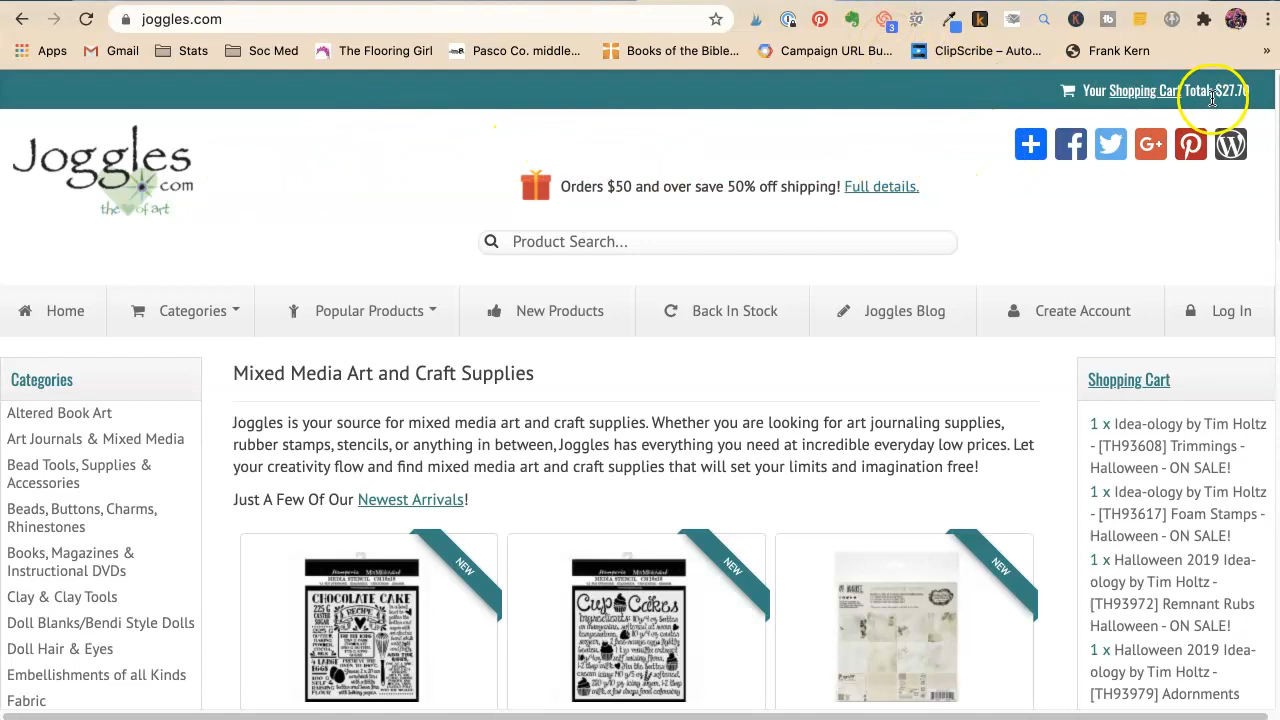 joggles.com
3
Apps
Gmail
Stats
Soc Med
The Flooring Girl
Pasco Co. middle...
Books of the Bible...
Campaign URL Bu...
ClipScribe – Auto...
Frank Kern
»
Your Shopping Cart Total: $27.70
Joggles
.com
the of art
Orders $50 and over save 50% off shipping! Full details.
Product Search...
Home
Categories
Popular Products
New Products
Back In Stock
Joggles Blog
Create Account
Log In
Categories
Altered Book Art
Art Journals & Mixed Media
Bead Tools, Supplies &
Accessories
Beads, Buttons, Charms,
Rhinestones
Books, Magazines &
Instructional DVDs
Clay & Clay Tools
Doll Blanks/Bendi Style Dolls
Doll Hair & Eyes
Embellishments of all Kinds
Fabric
Mixed Media Art and Craft Supplies
Joggles is your source for mixed media art and craft supplies. Whether you are looking for art journaling supplies,
rubber stamps, stencils, or anything in between, Joggles has everything you need at incredible everyday low prices. Let
your creativity flow and find mixed media art and craft supplies that will set your limits and imagination free!
Just A Few Of Our Newest Arrivals!
NEW
CHOCOLATE CAKE
NEW
CupCakes
NEW
Shopping Cart
1 x Idea-ology by Tim Holtz
- [TH93608] Trimmings -
Halloween - ON SALE!
1 x Idea-ology by Tim Holtz
- [TH93617] Foam Stamps -
Halloween - ON SALE!
1 x Halloween 2019 Idea-
ology by Tim Holtz -
[TH93972] Remnant Rubs
Halloween - ON SALE!
1 x Halloween 2019 Idea-
ology by Tim Holtz -
[TH93979] Adornments